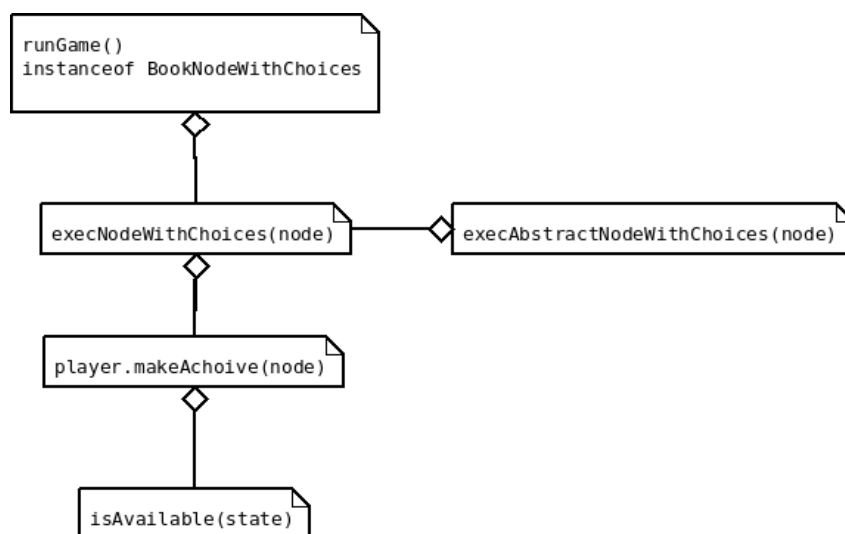 runGame()
instanceof BookNodeWithChoices
execNodeWithChoices(node)
execAbstractNodeWithChoices(node)
player.makeAchoive(node)
isAvailable(state)